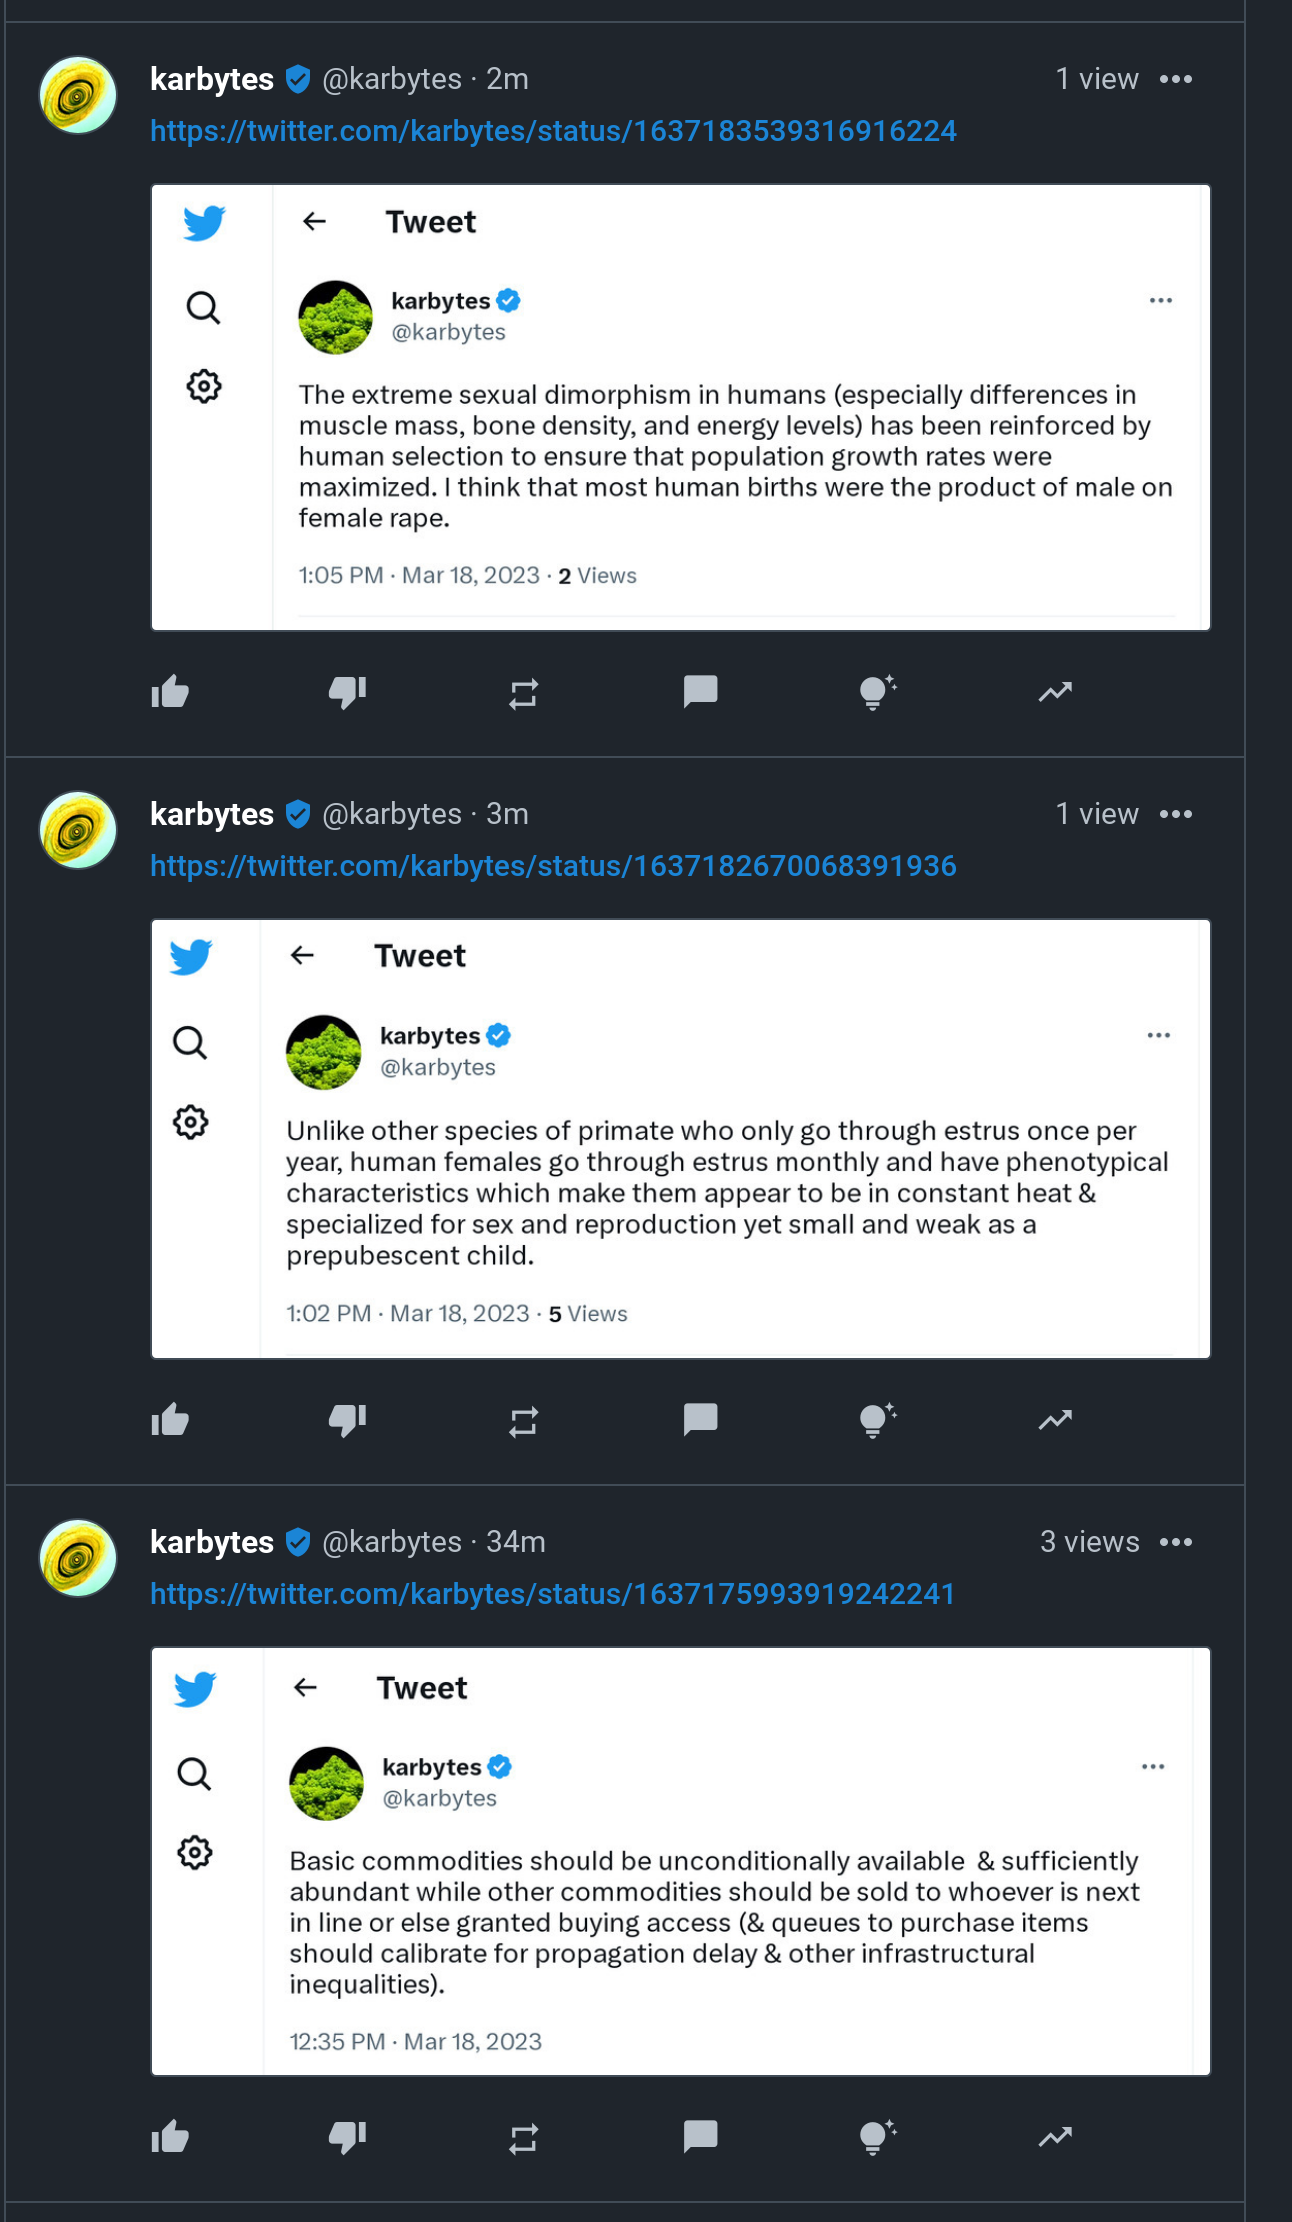 karbytes @karbytes · 2m 1 view
https://twitter.com/karbytes/status/1637183539316916224
Tweet
karbytes
@karbytes
The extreme sexual dimorphism in humans (especially differences in
muscle mass, bone density, and energy levels) has been reinforced by
human selection to ensure that population growth rates were
maximized. I think that most human births were the product of male on
female rape.
1:05 PM · Mar 18, 2023 · 2 Views
karbytes @karbytes · 3m 1 view
https://twitter.com/karbytes/status/1637182670068391936
Tweet
karbytes
@karbytes
Unlike other species of primate who only go through estrus once per
year, human females go through estrus monthly and have phenotypical
characteristics which make them appear to be in constant heat &
specialized for sex and reproduction yet small and weak as a
prepubescent child.
1:02 PM · Mar 18, 2023 · 5 Views
karbytes @karbytes · 34m 3 views
https://twitter.com/karbytes/status/1637175993919242241
Tweet
karbytes
@karbytes
Basic commodities should be unconditionally available  & sufficiently
abundant while other commodities should be sold to whoever is next
in line or else granted buying access (& queues to purchase items
should calibrate for propagation delay & other infrastructural
inequalities).
12:35 PM · Mar 18, 2023